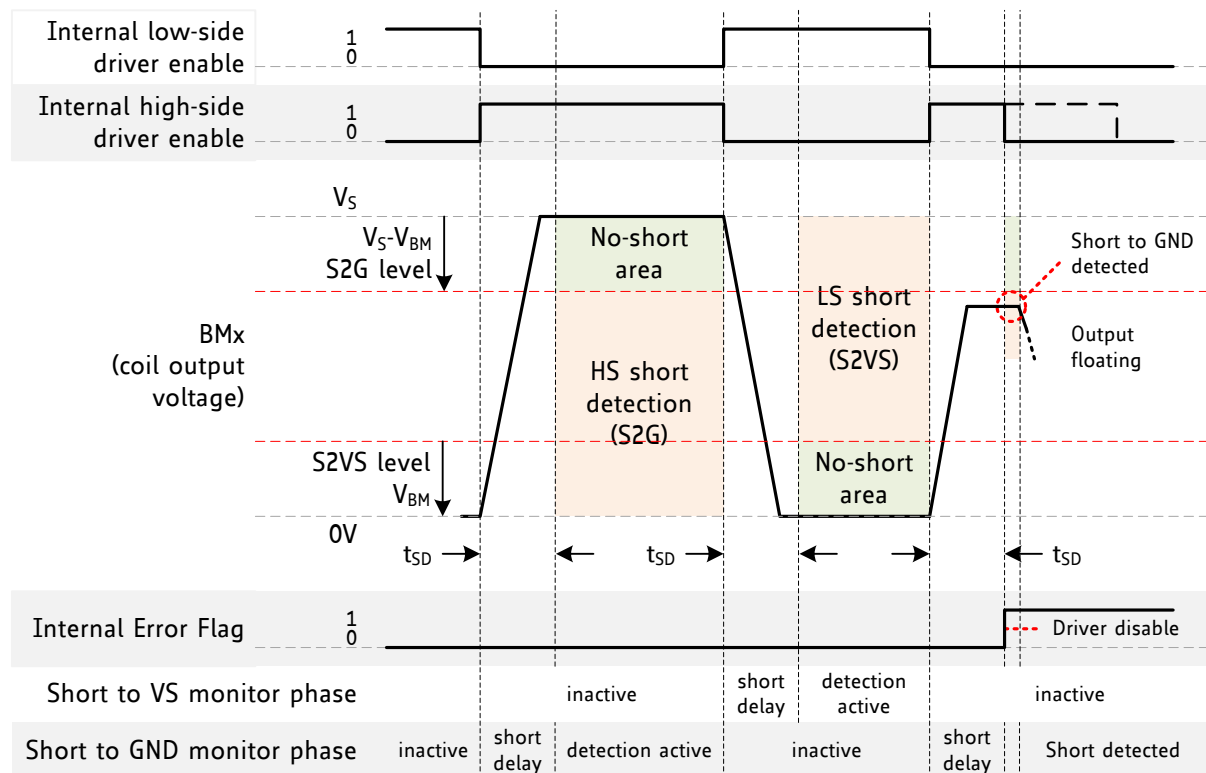 Internal low-side
driver enable
1
0
Internal high-side
driver enable
1
0
VS
VS-VBM
S2G level
No-short
area
Short to GND
detected
LS short
detection
(S2VS)
BMx
(coil output
voltage)
HS short
detection
(S2G)
Output
floating
S2VS level
VBM
No-short
area
0V
tSD
tSD
tSD
Internal Error Flag
1
0
Driver disable
Short to VS monitor phase
inactive
short
delay
detection
active
inactive
Short to GND monitor phase
inactive
short
delay
detection active
inactive
short
delay
Short detected